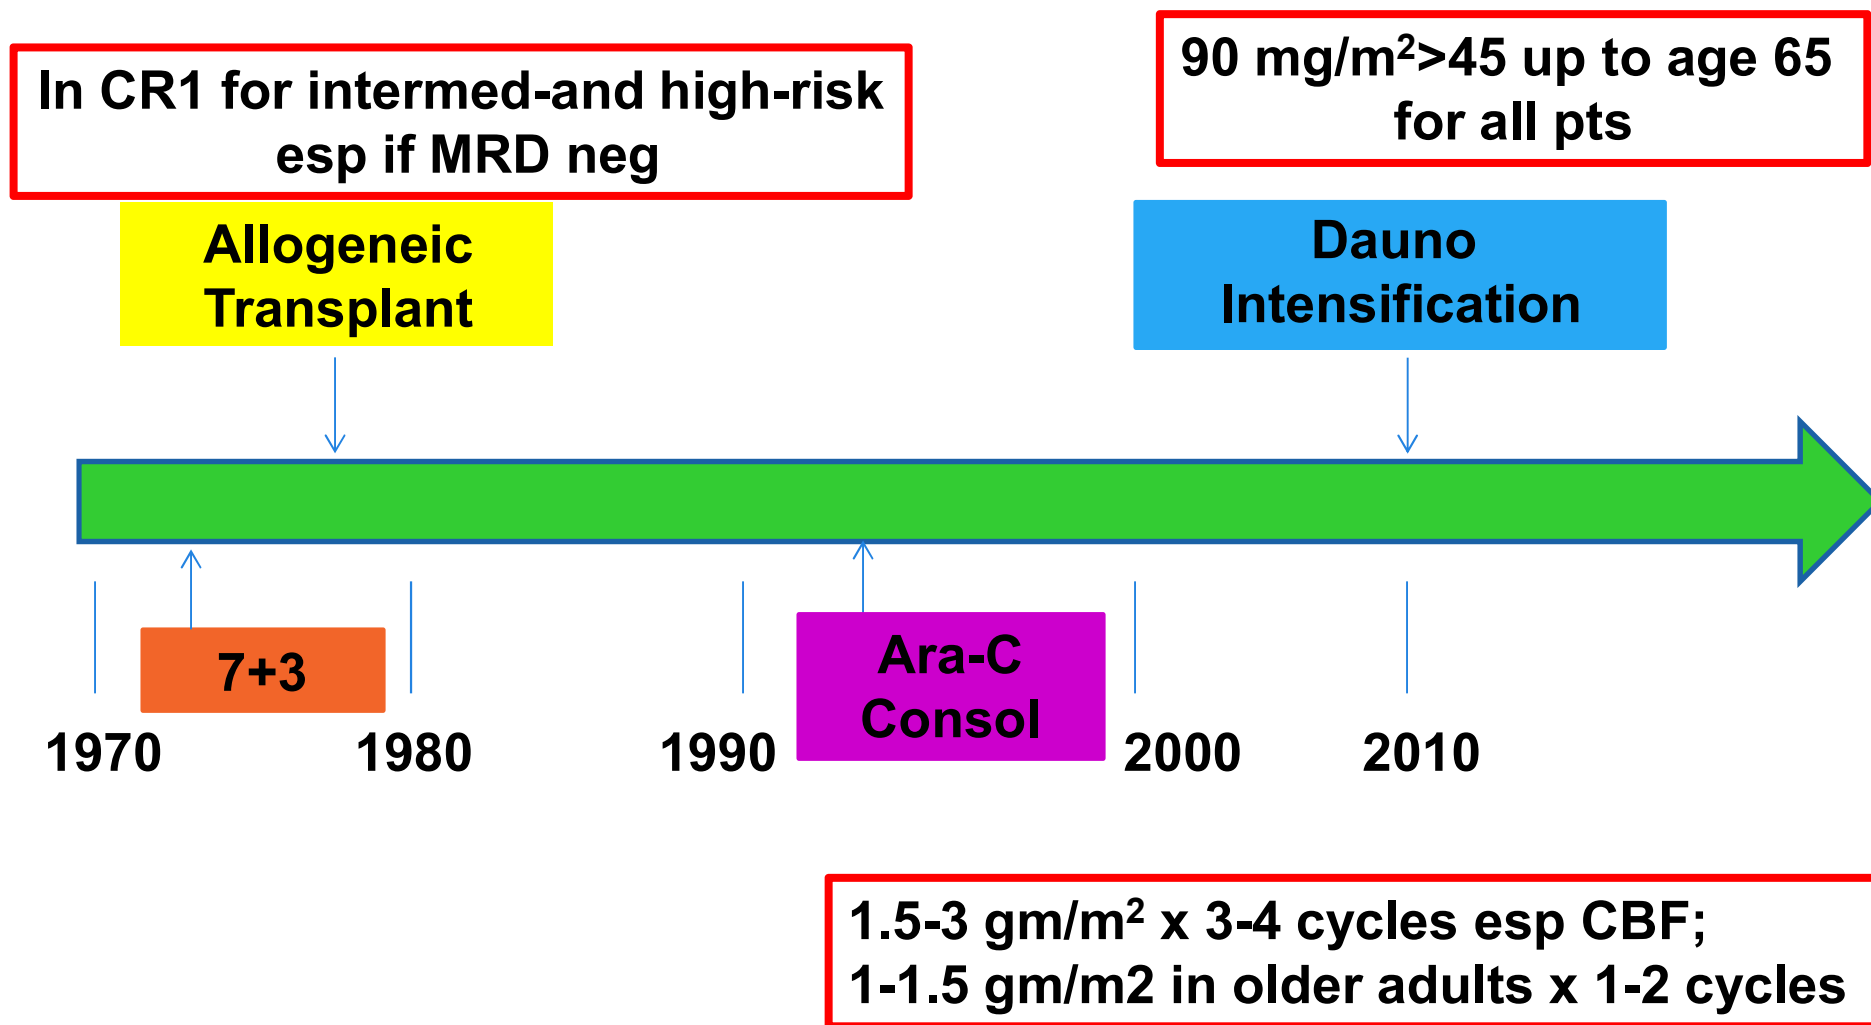 In CR1 for intermed-and high-risk
esp if MRD neg
90 mg/m²>45 up to age 65
for all pts
Allogeneic
Transplant
Dauno
Intensification
7+3
Ara-C
Consol
1970
1980
1990
2000
2010
1.5-3 gm/m² x 3-4 cycles esp CBF;
1-1.5 gm/m2 in older adults x 1-2 cycles